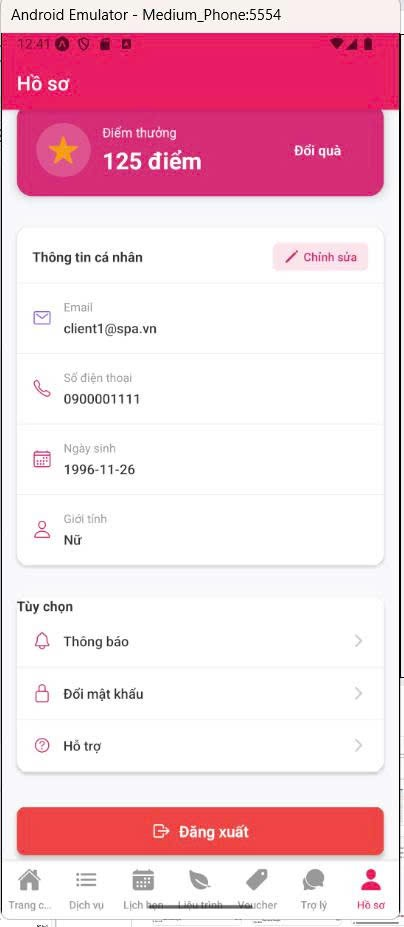 Android Emulator - Medium_Phone:5554
12:41
Hồ sơ
Điểm thưởng
125 điểm
Đổi quà
Thông tin cá nhân
Chỉnh sửa
Email
client1@spa.vn
Số điện thoại
0900001111
Ngày sinh
1996-11-26
Giới tính
Nữ
Tùy chọn
Thông báo
Đổi mật khẩu
Hỗ trợ
Đăng xuất
Trang c... Dịch vụ Lịch hẹn Liệu trình Voucher Trợ lý Hồ sơ